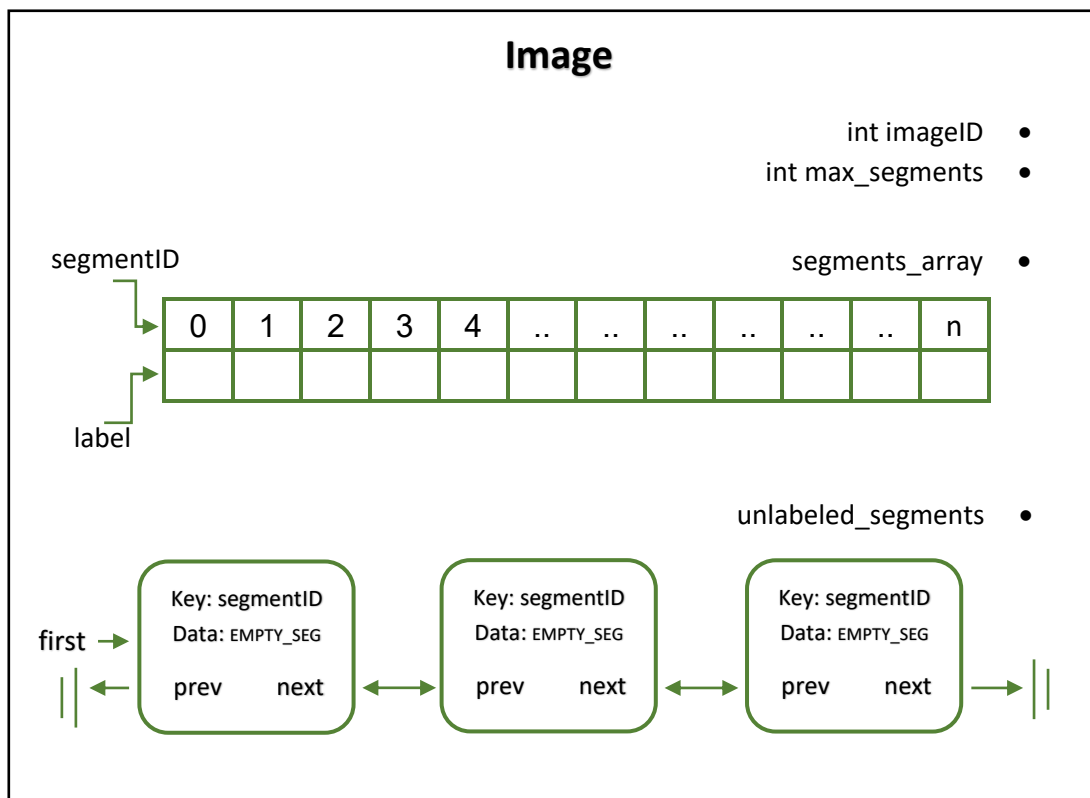 Image
int imageID •
int max_segments •
segments_array •
segmentID
0 1 2 3 4 .. .. .. .. .. .. n
label
unlabeled_segments •
first
Key: segmentID
Data: EMPTY_SEG
prev next
Key: segmentID
Data: EMPTY_SEG
prev next
Key: segmentID
Data: EMPTY_SEG
prev next